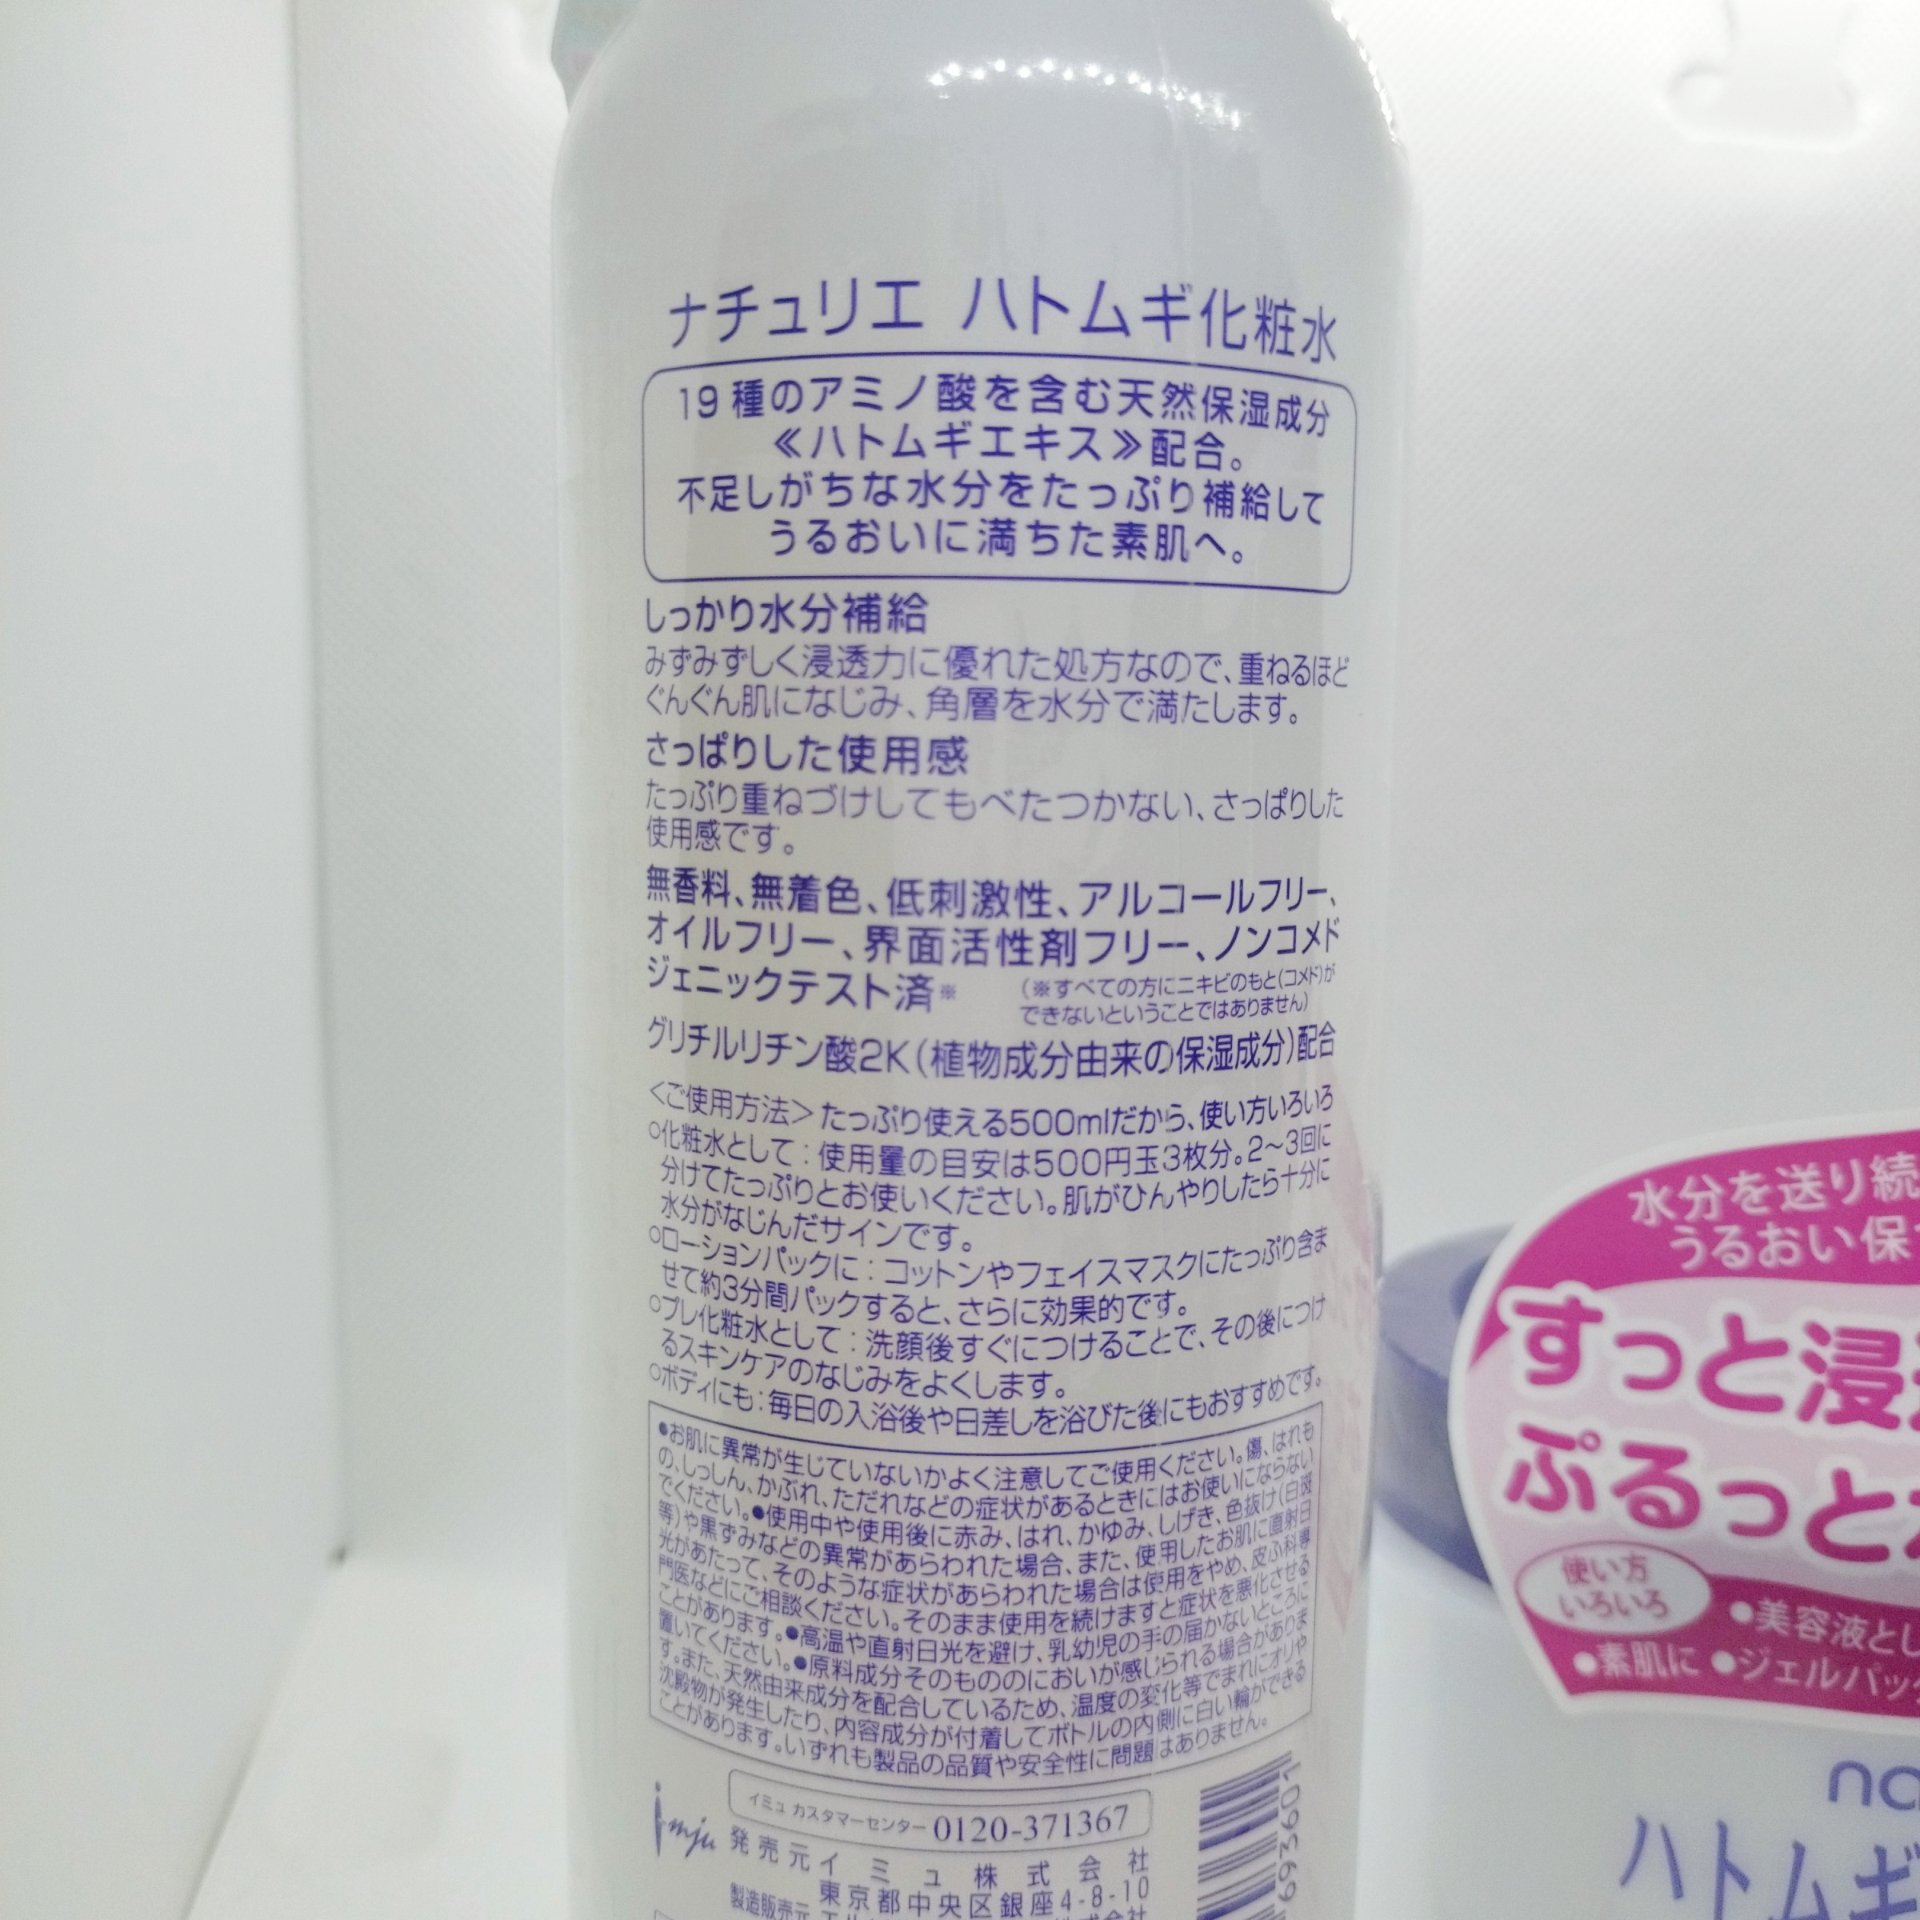 ナチュリエ ハトムギ化粧水
19種のアミノ酸を含む天然保湿成分
≪ハトムギエキス≫配合。
不足しがちな水分をたっぷり補給して
うるおいに満ちた素肌へ。
しっかり水分補給
みずみずしく浸透力に優れた処方なので、重ねるほど
ぐんぐん肌になじみ、角層を水分で満たします。
さっぱりした使用感
たっぷり重ねづけしてもべたつかない、さっぱりした
使用感です。
無香料、無着色、低刺激性、アルコールフリー、
オイルフリー、界面活性剤フリー、ノンコメド
ジェニックテスト済※
(※すべての方にニキビのもと(コメド)が
できないということではありません)
グリチルリチン酸2K(植物成分由来の保湿成分)配合
<ご使用方法>たっぷり使える500mlだから、使い方いろいろ
○化粧水として:使用量の目安は500円玉3枚分。2～3回に
分けてたっぷりとお使いください。肌がひんやりしたら十分に
水分がなじんだサインです。
○ローションパックに:コットンやフェイスマスクにたっぷり含ま
せて約3分間パックすると、さらに効果的です。
○プレ化粧水として:洗顔後すぐにつけることで、その後につけ
るスキンケアのなじみをよくします。
○ボディにも:毎日の入浴後や日差しを浴びた後にもおすすめです。
●お肌に異常が生じていないかよく注意してご使用ください。傷、はれも
の、しっしん、かぶれ、ただれなどの症状があるときにはお使いにならない
でください。●使用中や使用後に赤み、はれ、かゆみ、しげき、色抜け(白斑
等)や黒ずみなどの異常があらわれた場合、また、使用したお肌に直射日
光があたって、そのような症状があらわれた場合は使用をやめ、皮ふ科専
門医などにご相談ください。そのまま使用を続けますと症状を悪化させる
ことがあります。●高温や直射日光を避け、乳幼児の手の届かないところに
置いてください。●原料成分そのもののにおいが感じられる場合がありま
す。また、天然由来成分を配合しているため、温度の変化等でまれにオリや
沈殿物が発生したり、内容成分が付着してボトルの内側に白い輪ができる
ことがあります。いずれも製品の品質や安全性に問題はありません。
imju
イミュ カスタマーセンター 0120-371367
発売元 イミュ株式会社
東京都中央区銀座4-8-10
製造販売元
693601
水分を送り続
うるおい保
すっと浸
ぷるっと
使い方
いろいろ
●美容液とし
●素肌に ●ジェルパック
na
ハトムギ